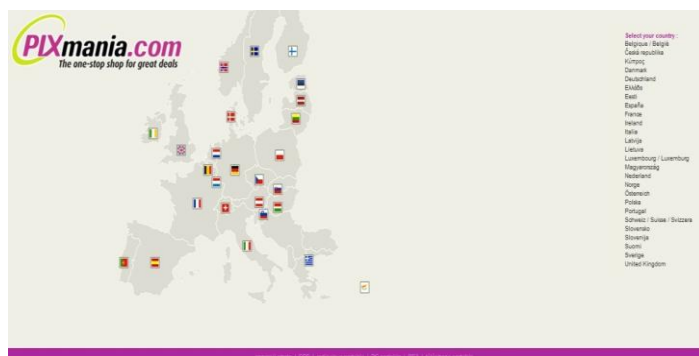 PIXmania.com
The one-stop shop for great deals
Select your country :
Belgique / België
Česká republika
Κύπρος
Danmark
Deutschland
Ελλάδα
Eesti
España
France
Ireland
Italia
Latvija
Lietuva
Luxembourg / Luxemburg
Magyarország
Nederland
Norge
Österreich
Polska
Portugal
Schweiz / Suisse / Svizzera
Slovensko
Slovenija
Suomi
Sverige
United Kingdom